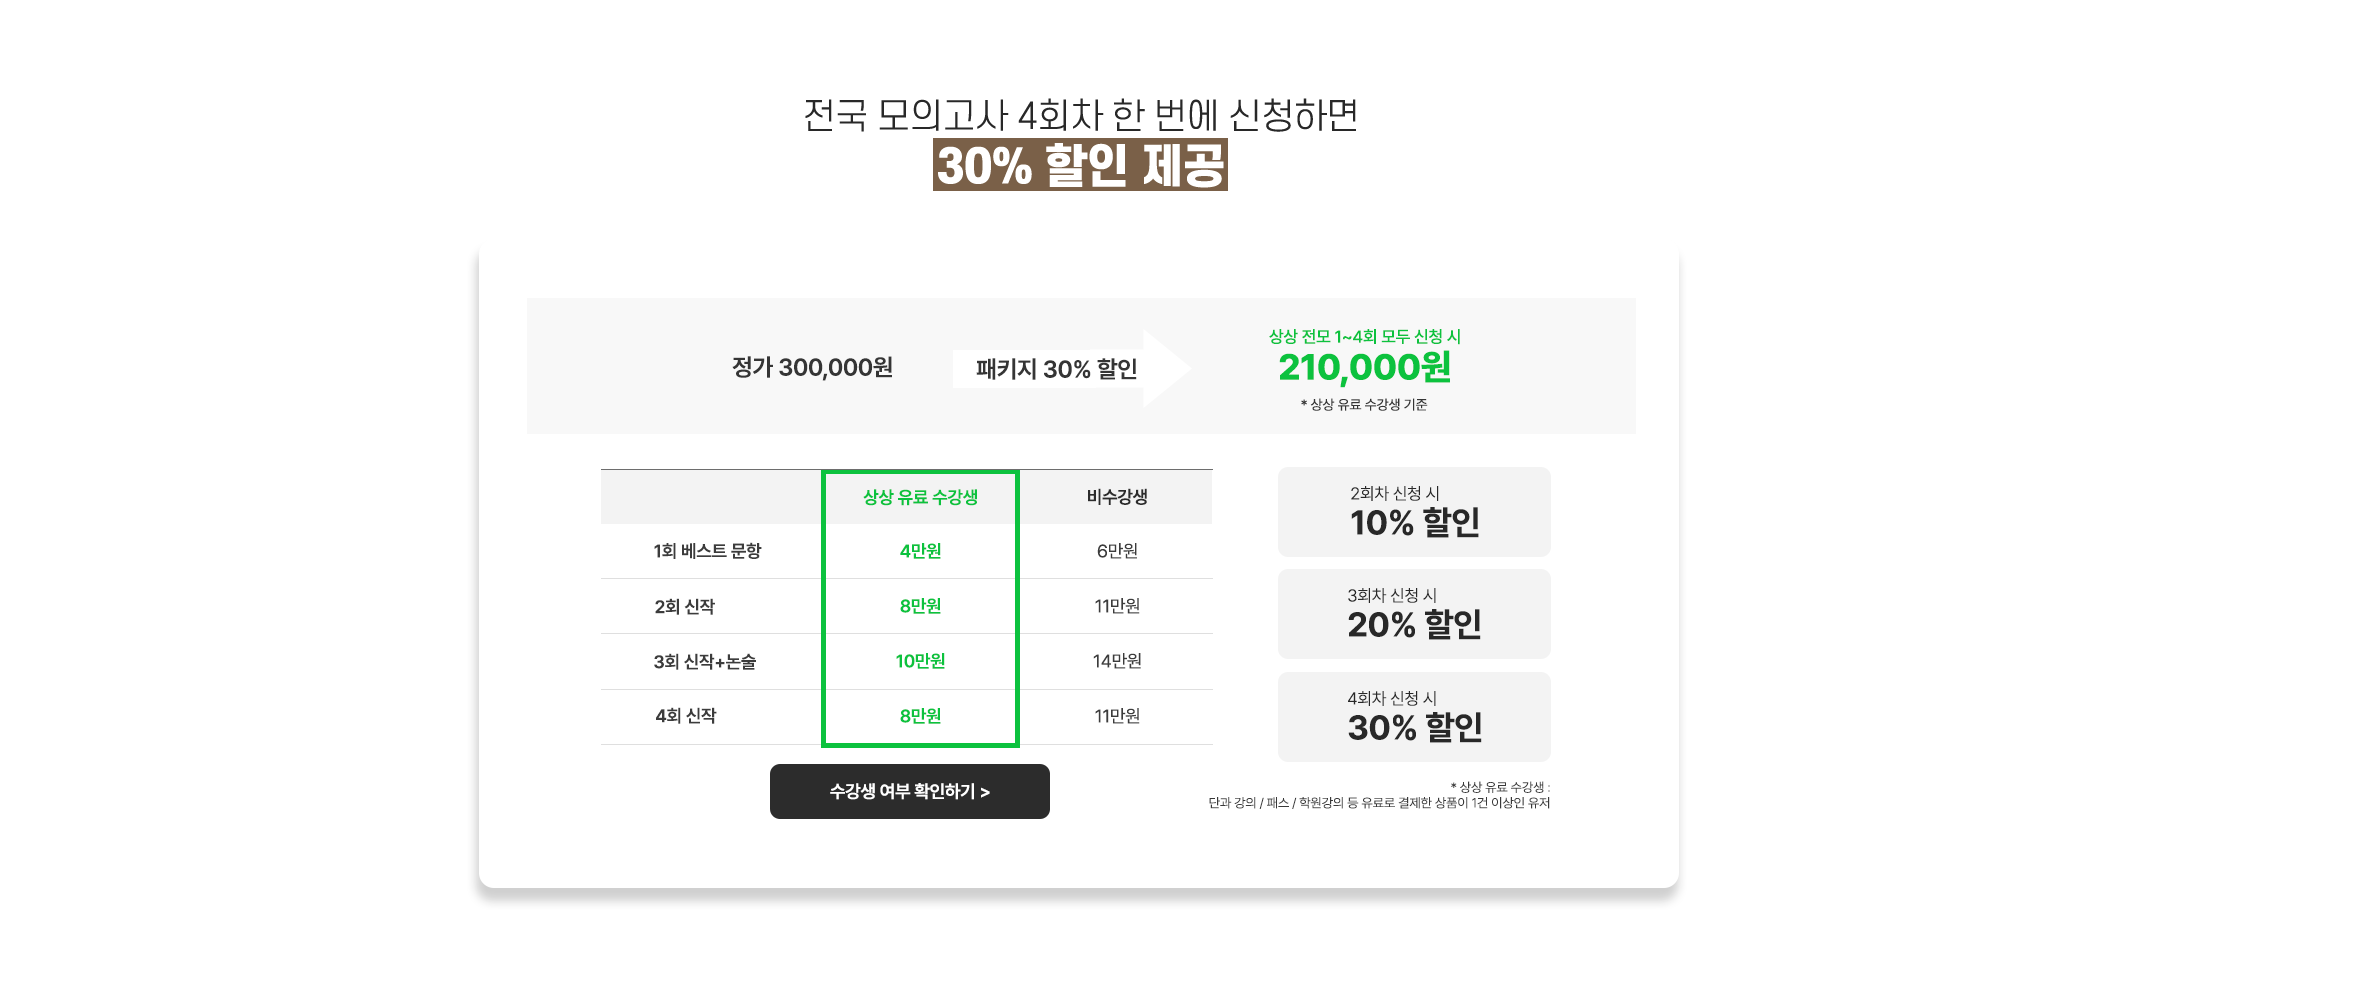 전국 모의고사 4회차 한 번에 신청하면
30% 할인 제공
정가 300,000원
패키지 30% 할인
상상 전모 1~4회 모두 신청 시
210,000원
* 상상 유료 수강생 기준
상상 유료 수강생 비수강생
1회 베스트 문항 4만원 6만원
2회 신작 8만원 11만원
3회 신작+논술 10만원 14만원
4회 신작 8만원 11만원
수강생 여부 확인하기 >
2회차 신청 시
10% 할인
3회차 신청 시
20% 할인
4회차 신청 시
30% 할인
* 상상 유료 수강생 :
단과 강의 / 패스 / 학원강의 등 유료로 결제한 상품이 1건 이상인 유저